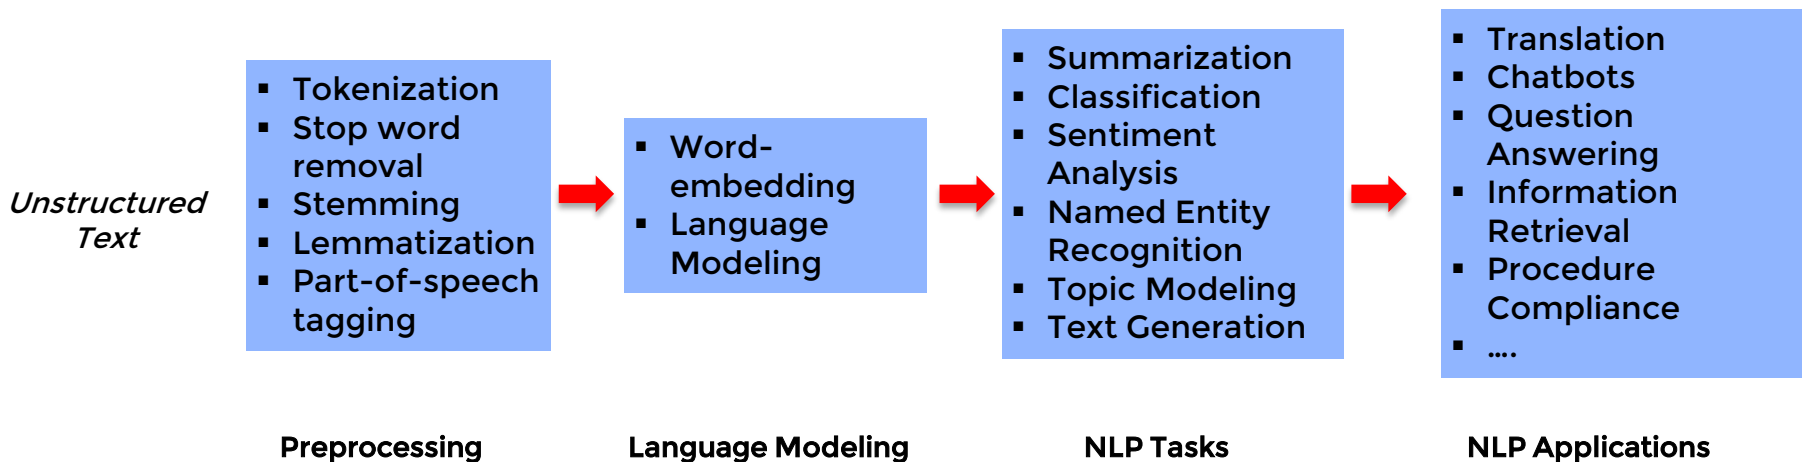 Unstructured
Text
▪ Tokenization
▪ Stop word
removal
▪ Stemming
▪ Lemmatization
▪ Part-of-speech
tagging
Preprocessing
▪ Word-
embedding
▪ Language
Modeling
Language Modeling
▪ Summarization
▪ Classification
▪ Sentiment
Analysis
▪ Named Entity
Recognition
▪ Topic Modeling
▪ Text Generation
NLP Tasks
▪ Translation
▪ Chatbots
▪ Question
Answering
▪ Information
Retrieval
▪ Procedure
Compliance
▪ ....
NLP Applications